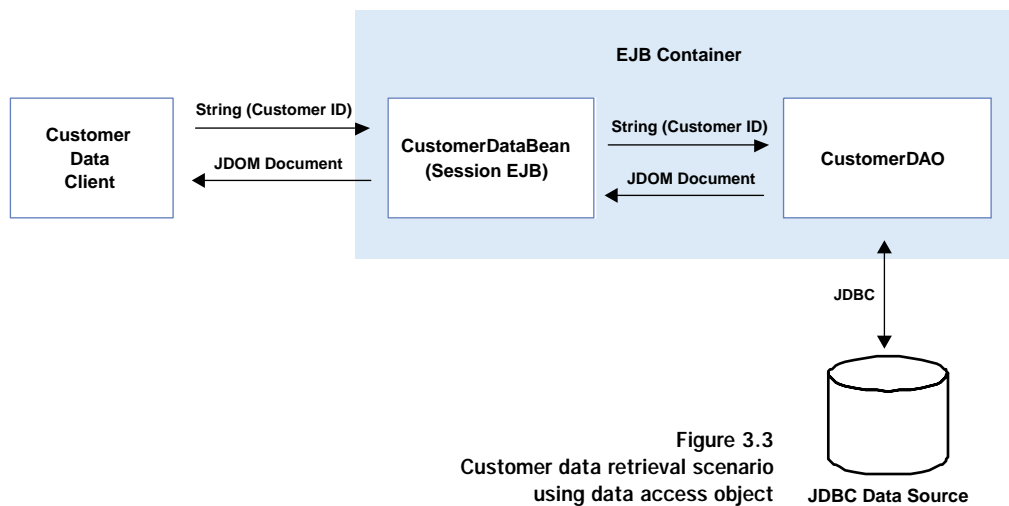 EJB Container
Customer
Data
Client
String (Customer ID)
JDOM Document
CustomerDataBean
(Session EJB)
String (Customer ID)
JDOM Document
CustomerDAO
JDBC
JDBC Data Source
Figure 3.3
Customer data retrieval scenario
using data access object